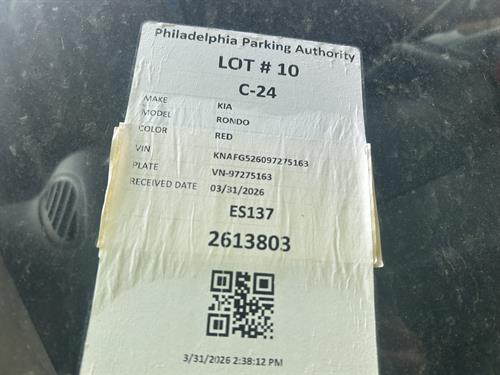 Philadelphia Parking Authority
LOT # 10
C-24
MAKE KIA
MODEL RONDO
COLOR RED
VIN KNAFG526097275163
PLATE VN-97275163
RECEIVED DATE 03/31/2026
ES137
2613803
3/31/2026 2:38:12 PM